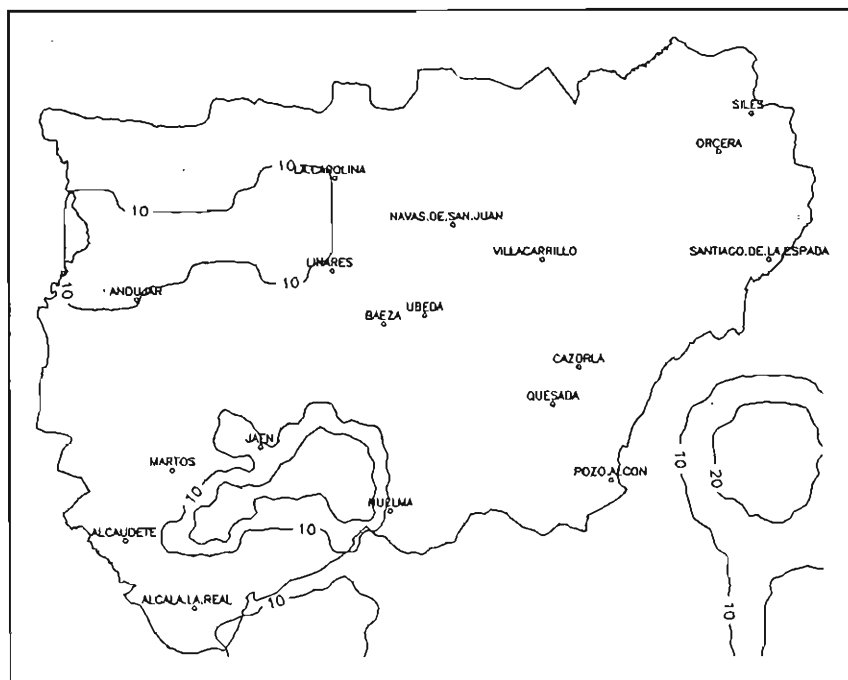 SILES
ORCERA
10
LA.CAROLINA
10
NAVAS.DE.SAN.JUAN
VILLACARRILLO
SANTIAGO.DE.LA.ESPADA
LINARES
10
10
ANDUJAR
UBEDA
BAEZA
CAZORLA
QUESADA
JAEN
MARTOS
10
20
POZO.ALCON
10
HUELMA
10
ALCAUDETE
ALCALA.LA.REAL
10
10